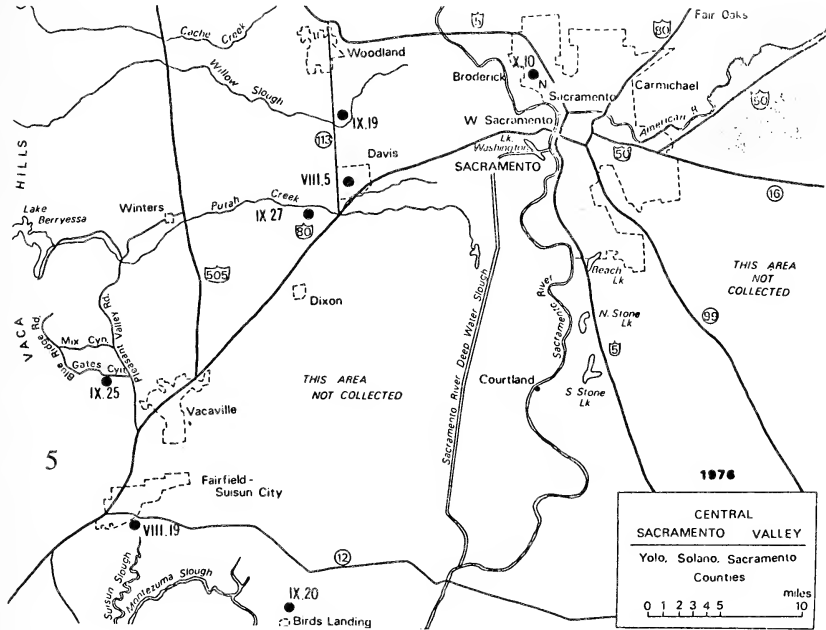 Cache Creek
Woodland
5
80
Fair Oaks
Willow Slough
Broderick
X.10
N
Sacramento
Carmichael
American R.
50
IX.19
W. Sacramento
113
Davis
Lk. Washington
SACRAMENTO
50
16
HILLS
VIII.5
Lake Berryessa
Winters
Putah Creek
IX 27
80
505
Beach Lk
THIS AREA
NOT
COLLECTED
Dixon
VACA
Blue Ridge Rd.
Mix Cyn.
Pleasant Valley Rd.
Gates Cyn.
IX.25
N. Stone Lk
99
5
Sacramento River Deep Water Slough
Sacramento River
THIS AREA
NOT COLLECTED
Courtland
S Stone Lk
Vacaville
5
Fairfield-
Suisun City
VIII.19
12
Suisun Slough
Montezuma Slough
IX.20
Birds Landing
1976
CENTRAL
SACRAMENTO VALLEY
Yolo, Solano, Sacramento
Counties
miles
0 1 2 3 4 5 10